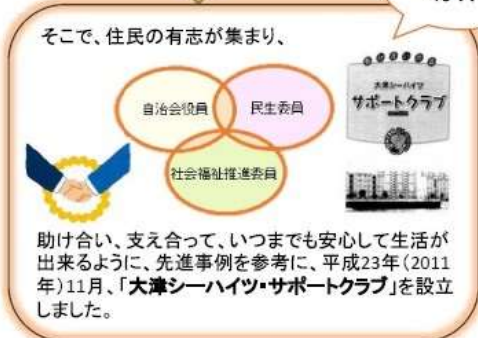 そこで、住民の有志が集まり、
自治会役員
民生委員
社会福祉推進委員
大津シーハイツ
サポートクラブ
助け合い、支え合って、いつまでも安心して生活が
出来るように、先進事例を参考に、平成23年(2011
年)11月、「大津シーハイツ・サポートクラブ」を設立
しました。